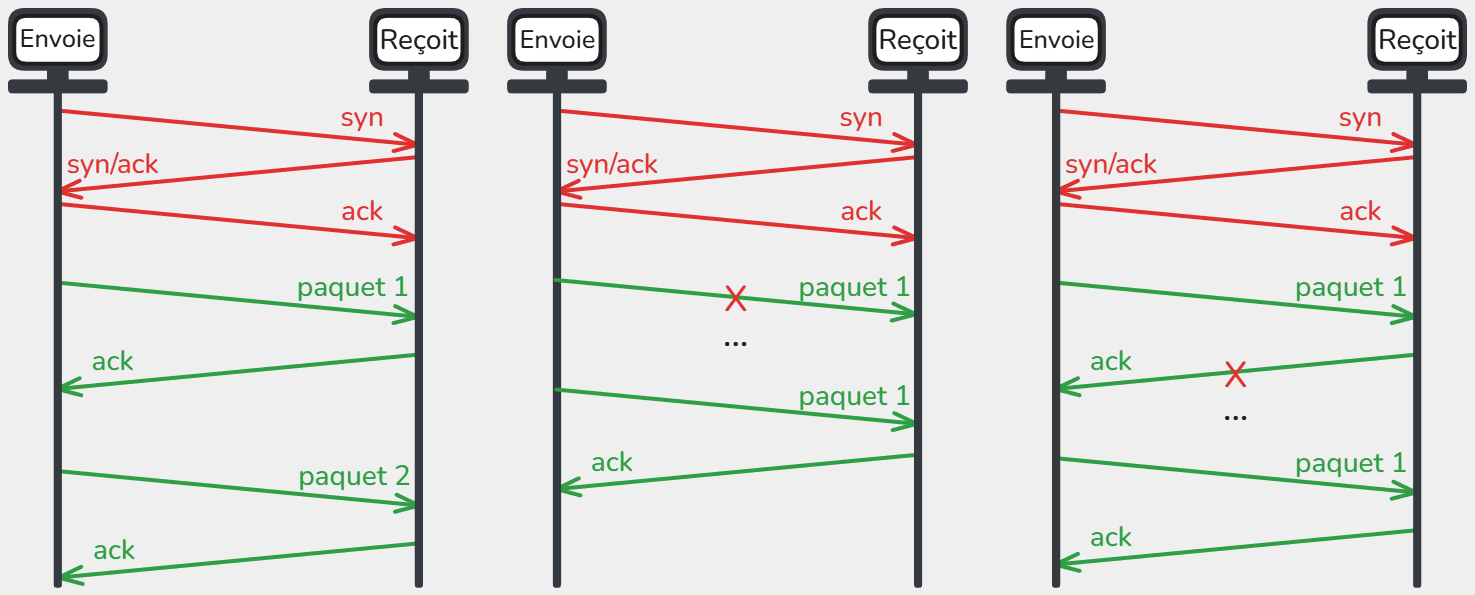 Envoie
Reçoit
syn
syn/ack
ack
paquet 1
ack
paquet 2
ack
Envoie
Reçoit
syn
syn/ack
ack
paquet 1
...
paquet 1
ack
Envoie
Reçoit
syn
syn/ack
ack
paquet 1
ack
...
paquet 1
ack